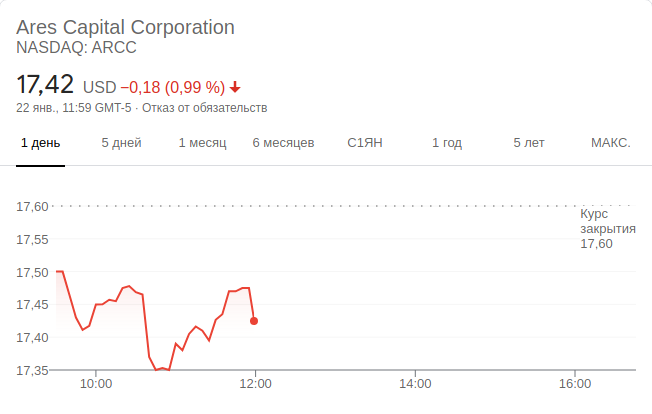 Ares Capital Corporation
NASDAQ: ARCC
17,42 USD −0,18 (0,99 %)
22 янв., 11:59 GMT-5 · Отказ от обязательств
1 день 5 дней 1 месяц 6 месяцев С1ЯН 1 год 5 лет МАКС.
17,60
Курс
закрытия
17,60
17,55
17,50
17,45
17,40
17,35
10:00 12:00 14:00 16:00